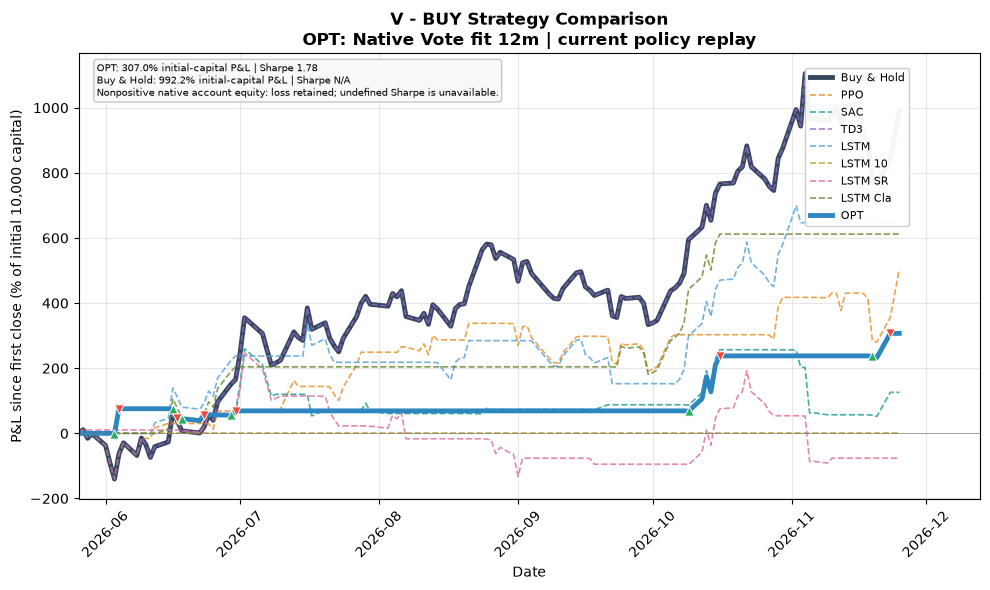 V - BUY Strategy Comparison
OPT: Native Vote fit 12m | current policy replay
OPT: 307.0% initial-capital P&L | Sharpe 1.78
Buy & Hold: 992.2% initial-capital P&L | Sharpe N/A
Nonpositive native account equity: loss retained; undefined Sharpe is unavailable.
Buy & Hold
PPO
SAC
TD3
LSTM
LSTM 10
LSTM SR
LSTM Cla
OPT
P&L since first close (% of initial 10,000 capital)
1000
800
600
400
200
0
−200
2026-06
2026-07
2026-08
2026-09
2026-10
2026-11
2026-12
Date